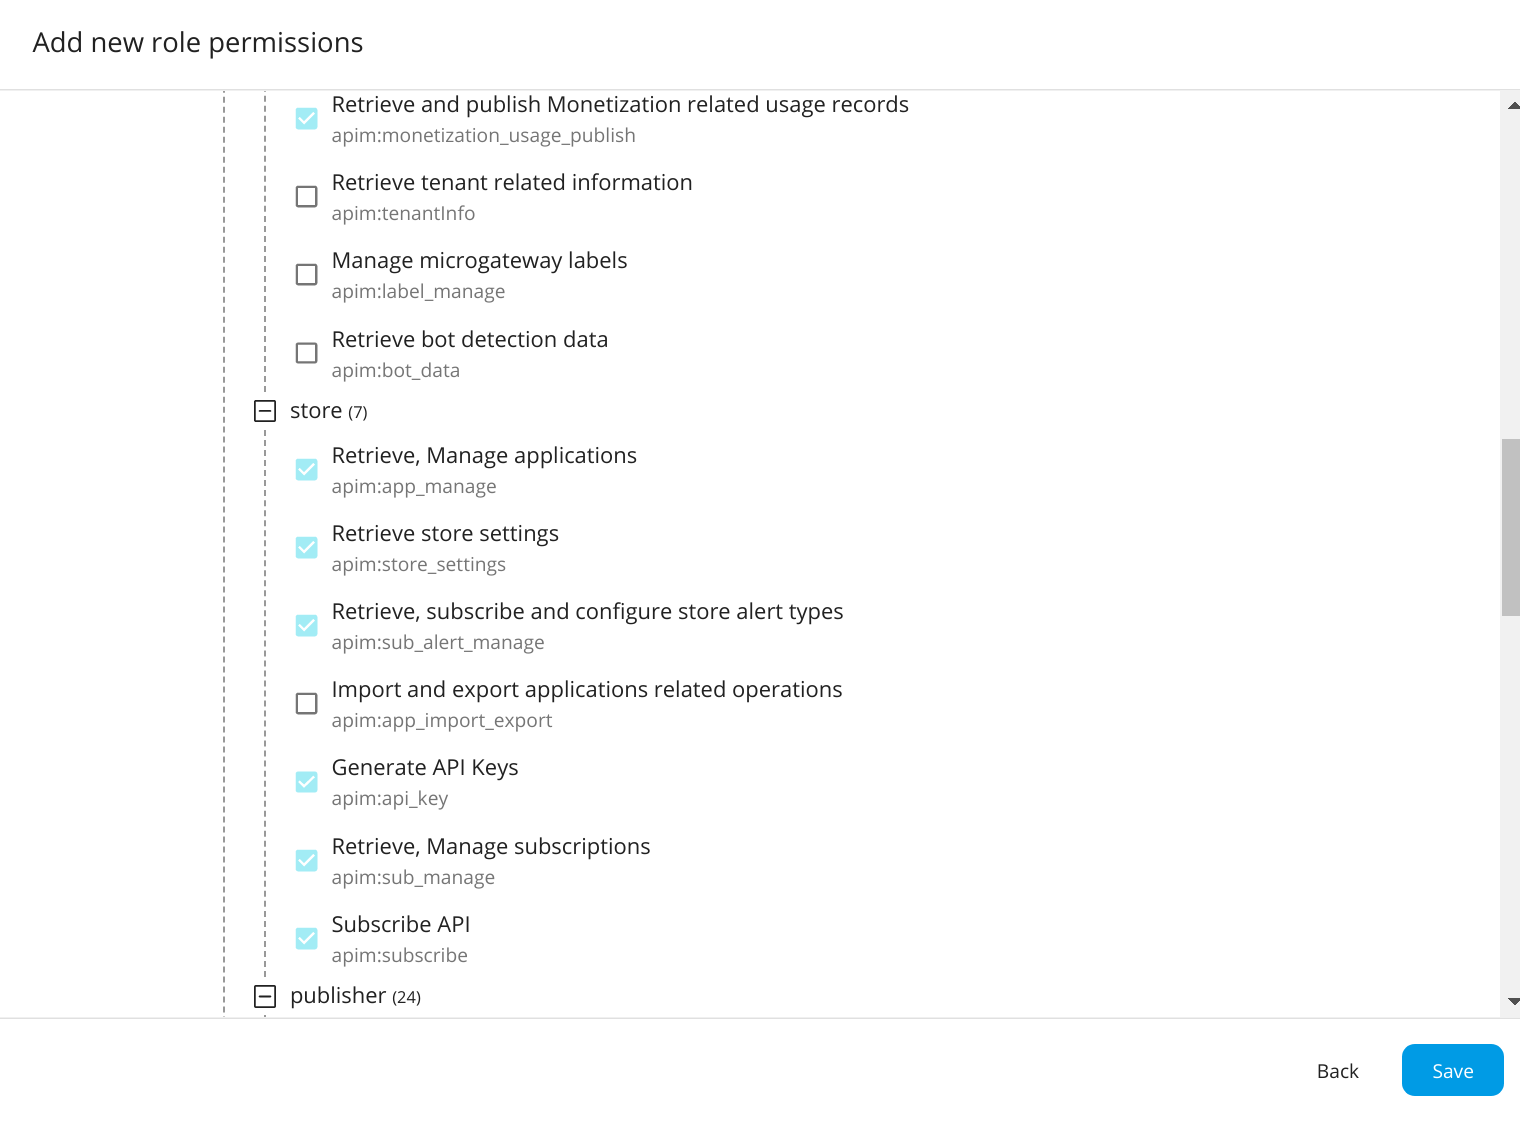 Add new role permissions
Retrieve and publish Monetization related usage records
apim:monetization_usage_publish
Retrieve tenant related information
apim:tenantInfo
Manage microgateway labels
apim:label_manage
Retrieve bot detection data
apim:bot_data
store (7)
Retrieve, Manage applications
apim:app_manage
Retrieve store settings
apim:store_settings
Retrieve, subscribe and configure store alert types
apim:sub_alert_manage
Import and export applications related operations
apim:app_import_export
Generate API Keys
apim:api_key
Retrieve, Manage subscriptions
apim:sub_manage
Subscribe API
apim:subscribe
publisher (24)
Back Save